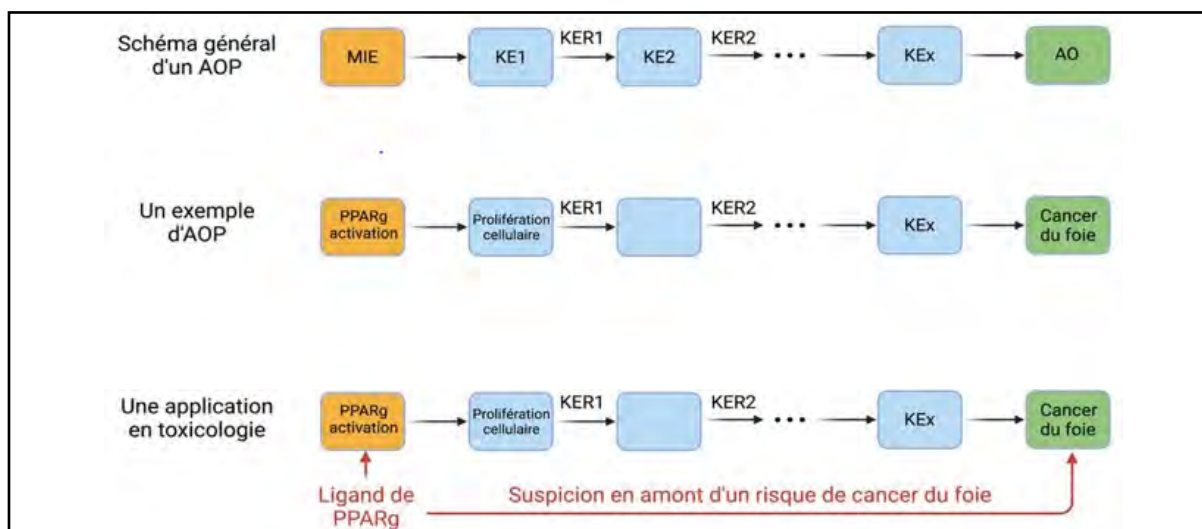 Schéma général
d'un AOP
MIE
KE1
KER1
KE2
KER2
...
KEx
AO
Un exemple
d'AOP
PPARg
activation
Prolifération
cellulaire
KER1
KER2
...
KEx
Cancer
du foie
Une application
en toxicologie
PPARg
activation
Prolifération
cellulaire
KER1
KER2
...
KEx
Cancer
du foie
Ligand de
PPARg
Suspicion en amont d'un risque de cancer du foie